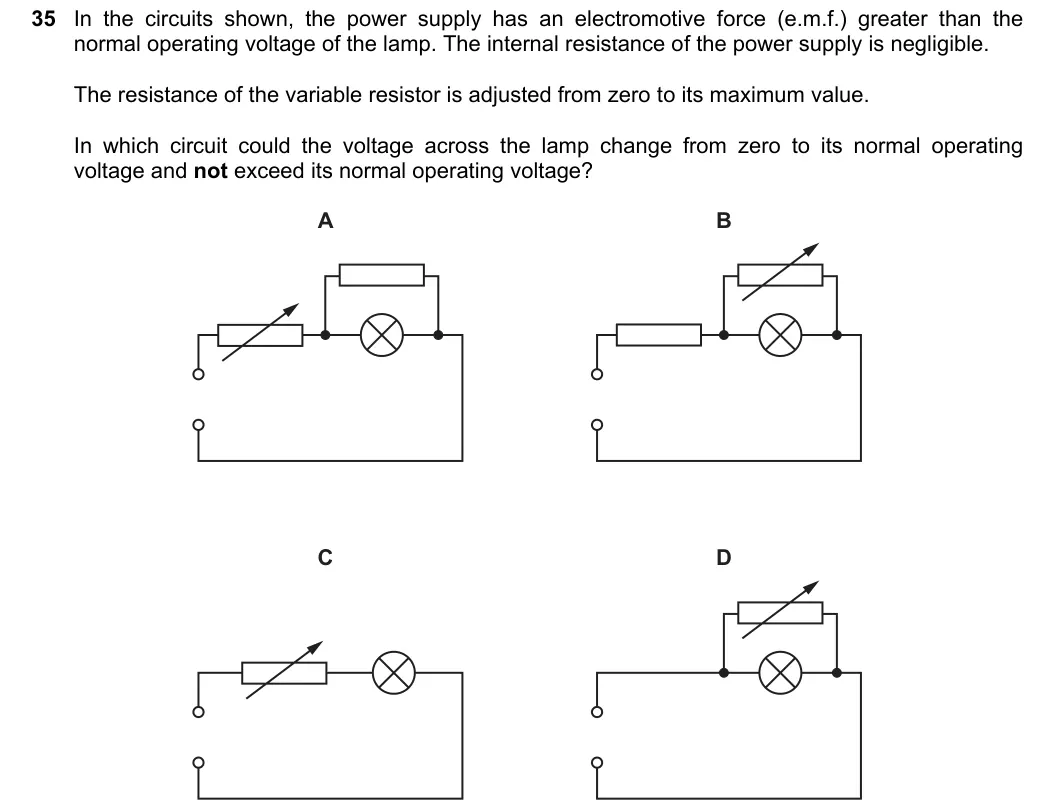 35 In the circuits shown, the power supply has an electromotive force (e.m.f.) greater than the
normal operating voltage of the lamp. The internal resistance of the power supply is negligible.
The resistance of the variable resistor is adjusted from zero to its maximum value.
In which circuit could the voltage across the lamp change from zero to its normal operating
voltage and not exceed its normal operating voltage?
A
B
C
D